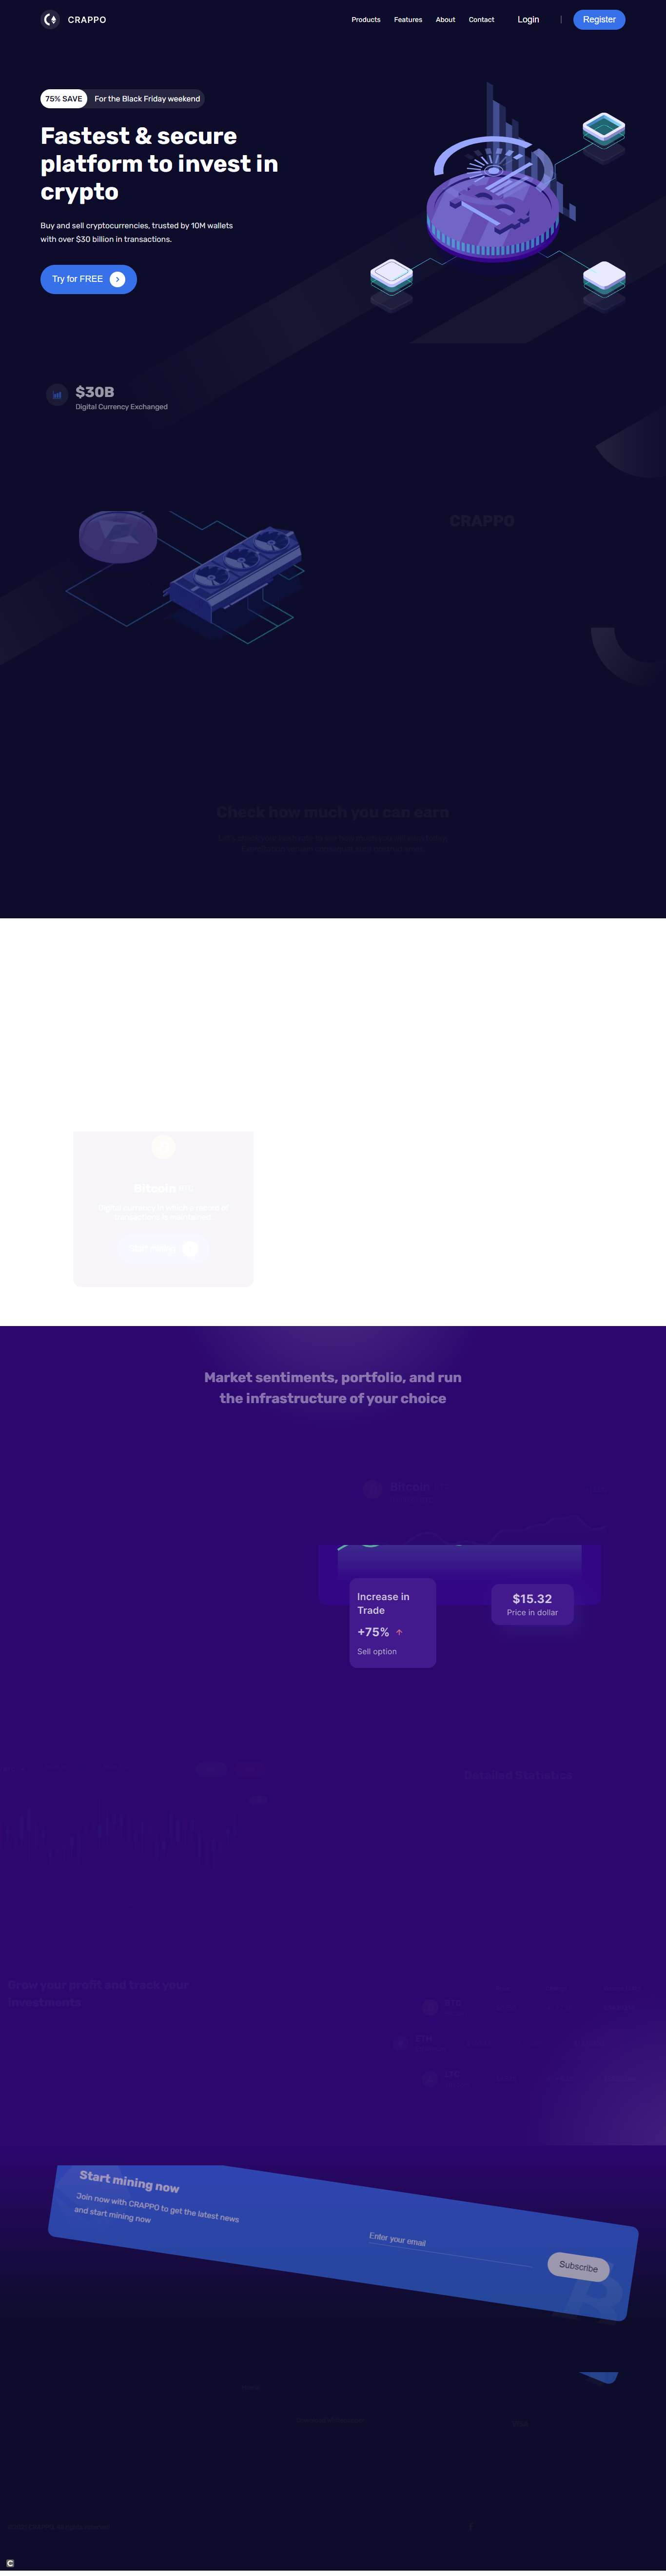 CRAPPO
Products Features About Contact Login | Register
75% SAVE For the Black Friday weekend
Fastest & secure
platform to invest in
crypto
Buy and sell cryptocurrencies, trusted by 10M wallets
with over $30 billion in transactions.
Try for FREE
$30B
Digital Currency Exchanged
CRAPPO
Check how much you can earn
Bitcoin
Market sentiments, portfolio, and run
the infrastructure of your choice
Bitcoin
Increase in
Trade
+75%
Sell option
$15.32
Price in dollar
Detailed Statistics
Grow your profit and track your
investments
BTC
ETH
LTC
Start mining now
Join now with CRAPPO to get the latest news
and start mining now
Enter your email
Subscribe